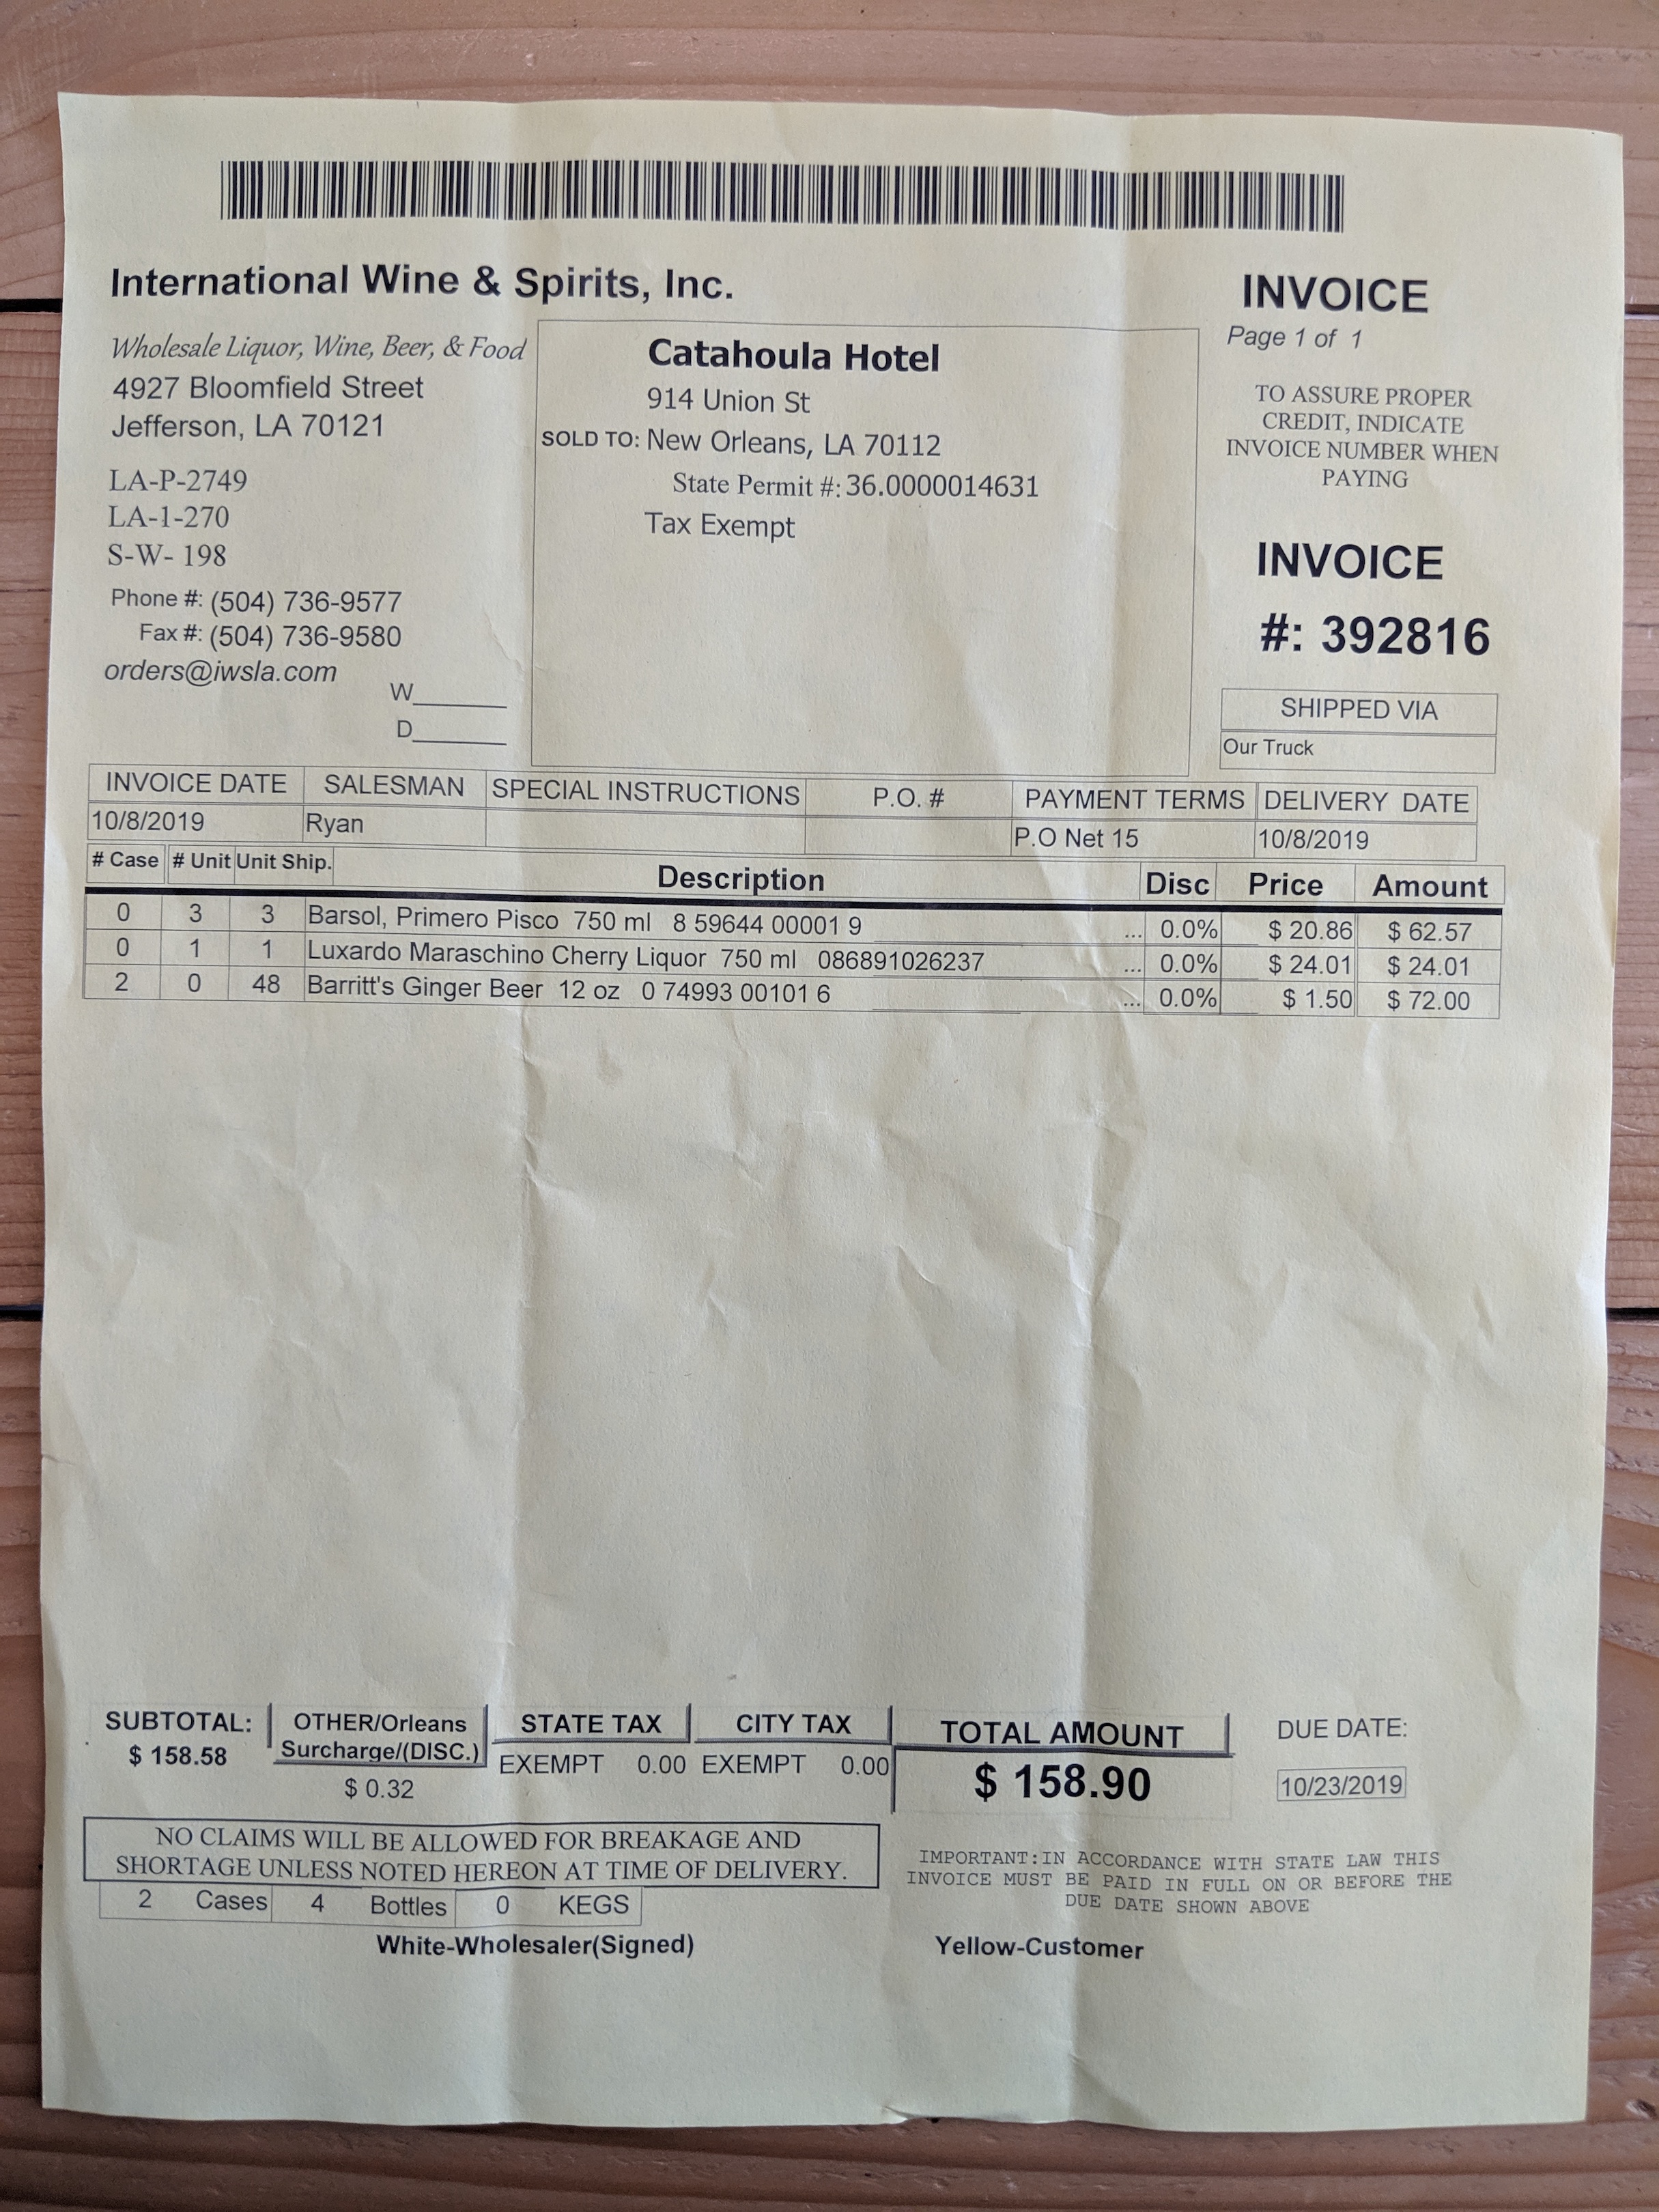 International Wine & Spirits, Inc.
INVOICE
Page 1 of 1
Wholesale Liquor, Wine, Beer, & Food
4927 Bloomfield Street
Jefferson, LA 70121
LA-P-2749
LA-1-270
S-W- 198
Phone #: (504) 736-9577
Fax #: (504) 736-9580
orders@iwsla.com
W______
D______
Catahoula Hotel
914 Union St
SOLD TO: New Orleans, LA 70112
State Permit #: 36.0000014631
Tax Exempt
TO ASSURE PROPER
CREDIT, INDICATE
INVOICE NUMBER WHEN
PAYING
INVOICE
#: 392816
SHIPPED VIA
Our Truck
INVOICE DATE SALESMAN SPECIAL INSTRUCTIONS P.O. # PAYMENT TERMS DELIVERY DATE
10/8/2019 Ryan P.O Net 15 10/8/2019
# Case # Unit Unit Ship. Description Disc Price Amount
0 3 3 Barsol, Primero Pisco 750 ml 8 59644 00001 9 ... 0.0% $ 20.86 $ 62.57
0 1 1 Luxardo Maraschino Cherry Liquor 750 ml 086891026237 ... 0.0% $ 24.01 $ 24.01
2 0 48 Barritt's Ginger Beer 12 oz 0 74993 00101 6 ... 0.0% $ 1.50 $ 72.00
SUBTOTAL:
$ 158.58
OTHER/Orleans
Surcharge/(DISC.)
$ 0.32
STATE TAX
EXEMPT 0.00
CITY TAX
EXEMPT 0.00
TOTAL AMOUNT
$ 158.90
DUE DATE:
10/23/2019
NO CLAIMS WILL BE ALLOWED FOR BREAKAGE AND
SHORTAGE UNLESS NOTED HEREON AT TIME OF DELIVERY.
2 Cases 4 Bottles 0 KEGS
IMPORTANT:IN ACCORDANCE WITH STATE LAW THIS
INVOICE MUST BE PAID IN FULL ON OR BEFORE THE
DUE DATE SHOWN ABOVE
White-Wholesaler(Signed) Yellow-Customer